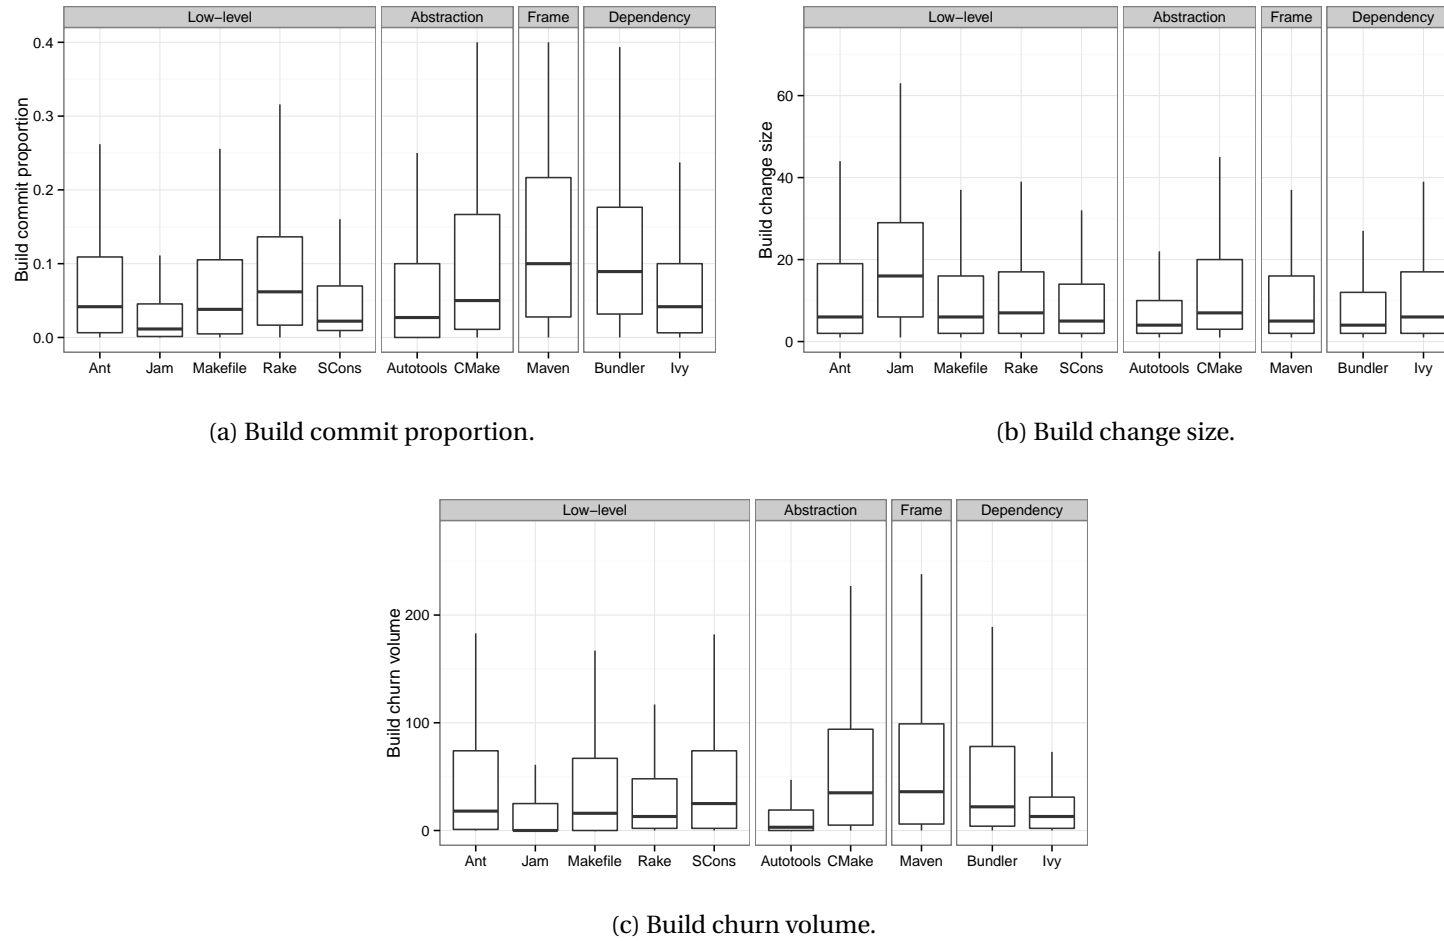 Low-level Abstraction Frame Dependency
Build commit proportion
0.4
0.3
0.2
0.1
0.0
Ant Jam Makefile Rake SCons Autotools CMake Maven Bundler Ivy
(a) Build commit proportion.
Low-level Abstraction Frame Dependency
Build change size
60
40
20
0
Ant Jam Makefile Rake SCons Autotools CMake Maven Bundler Ivy
(b) Build change size.
Low-level Abstraction Frame Dependency
Build churn volume
200
100
0
Ant Jam Makefile Rake SCons Autotools CMake Maven Bundler Ivy
(c) Build churn volume.